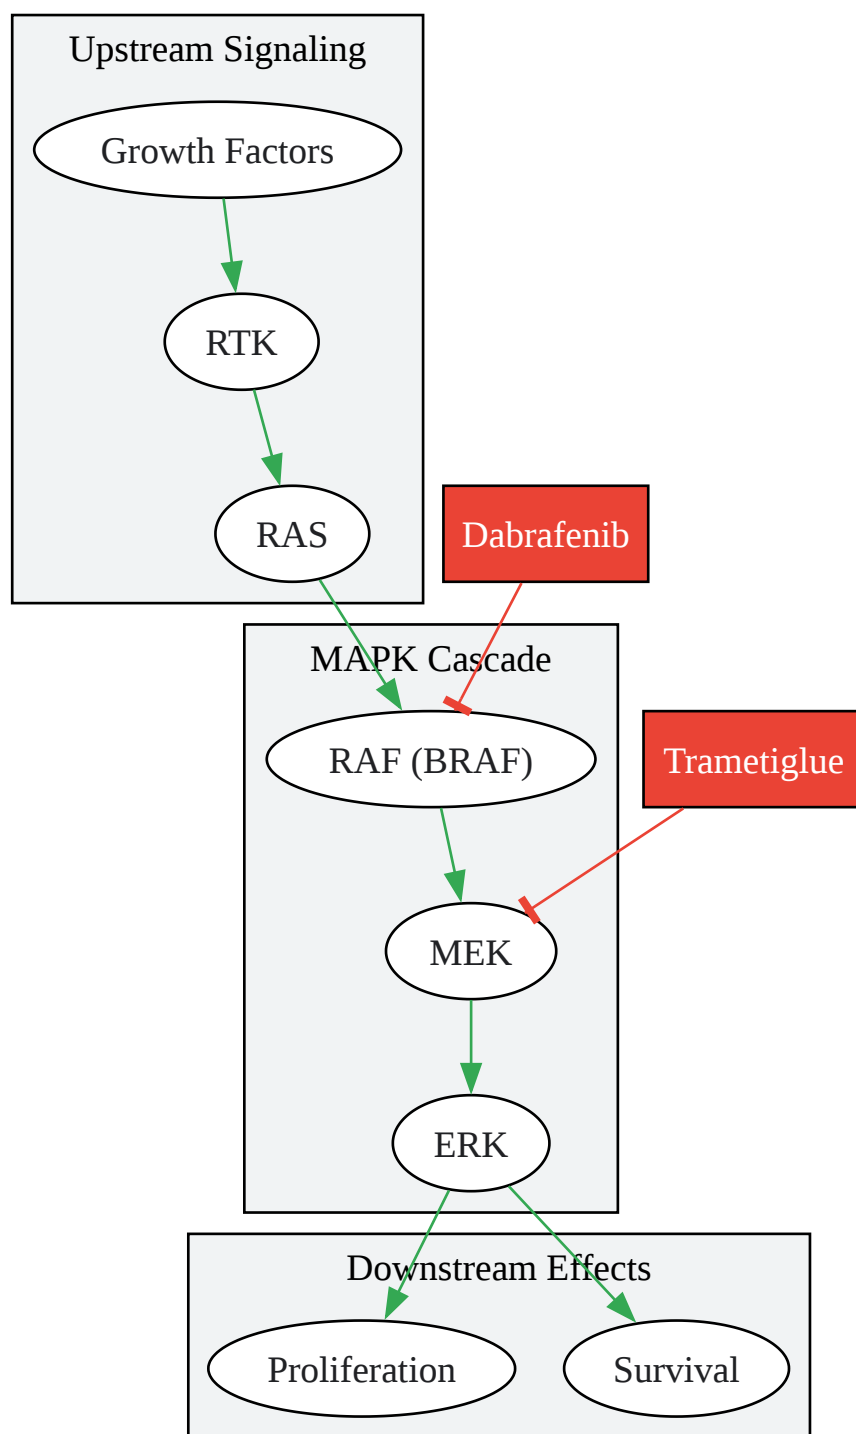 Upstream Signaling
Growth Factors
RTK
RAS
Dabrafenib
MAPK Cascade
RAF (BRAF)
Trametiglue
MEK
ERK
Downstream Effects
Proliferation
Survival